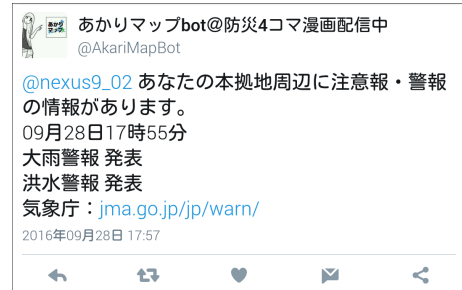 あかりマップbot@防災4コマ漫画配信中
@AkariMapBot
@nexus9_02 あなたの本拠地周辺に注意報・警報
の情報があります。
09月28日17時55分
大雨警報 発表
洪水警報 発表
気象庁：jma.go.jp/jp/warn/
2016年09月28日 17:57